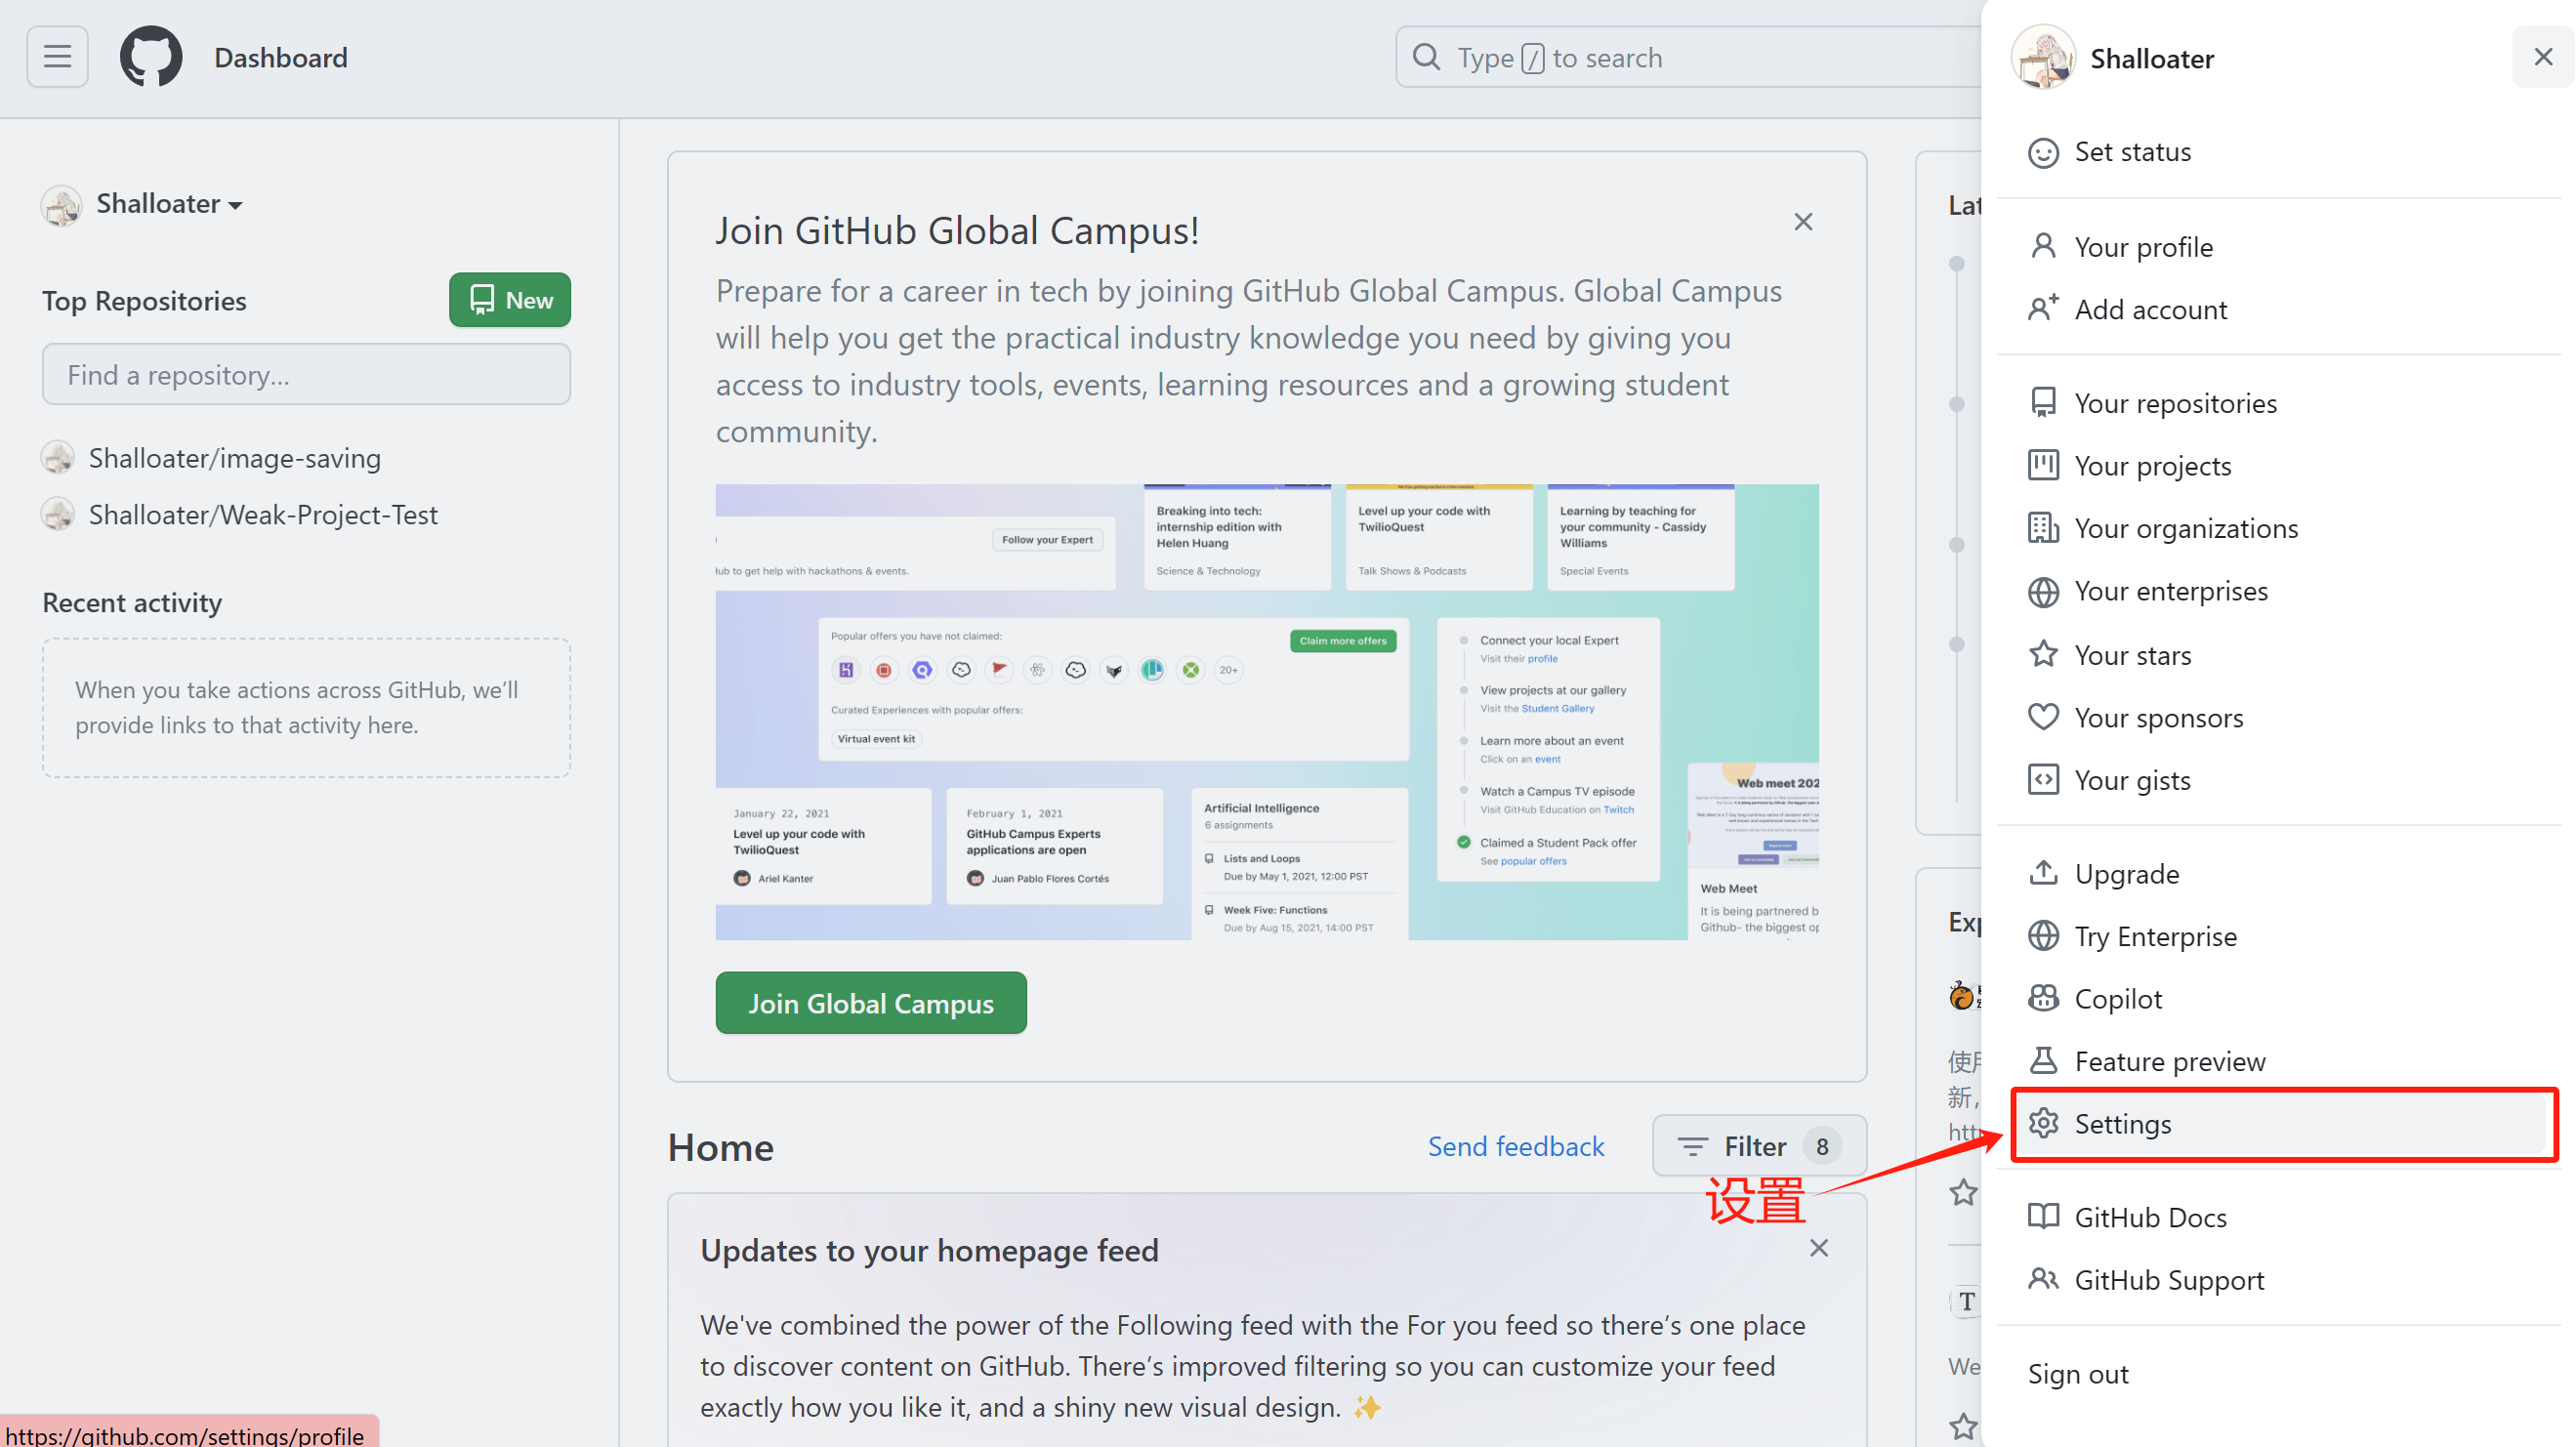 Dashboard
Type / to search
Shalloater
Top Repositories
New
Find a repository...
Shalloater/image-saving
Shalloater/Weak-Project-Test
Recent activity
When you take actions across GitHub, we’ll
provide links to that activity here.
Join GitHub Global Campus!
Prepare for a career in tech by joining GitHub Global Campus. Global Campus
will help you get the practical industry knowledge you need by giving you
access to industry tools, events, learning resources and a growing student
community.
Follow your Expert
to get help with hackathons & events.
Breaking into tech:
internship edition with
Helen Huang
Science & Technology
Level up your code with
TwilioQuest
Talk Shows & Podcasts
Learning by teaching for
your community - Cassidy
Williams
Special Events
Popular offers you have not claimed:
Claim more offers
20+
Curated Experiences with popular offers:
Virtual event kit
Connect your local Expert
Visit their profile
View projects at our gallery
Visit the Student Gallery
Learn more about an event
Click on an event
Watch a Campus TV episode
Visit GitHub Education on Twitch
Claimed a Student Pack offer
See popular offers
January 22, 2021
Level up your code with
TwilioQuest
Ariel Kanter
February 1, 2021
GitHub Campus Experts
applications are open
Juan Pablo Flores Cortés
Artificial Intelligence
6 assignments
Lists and Loops
Due by May 1, 2021, 12:00 PST
Week Five: Functions
Due by Aug 15, 2021, 14:00 PST
Web meet 202
Web Meet
It is being partnered b
Github- the biggest op
Join Global Campus
Home
Send feedback
Filter 8
设置
Updates to your homepage feed
We've combined the power of the Following feed with the For you feed so there’s one place
to discover content on GitHub. There’s improved filtering so you can customize your feed
exactly how you like it, and a shiny new visual design. ✨
https://github.com/settings/profile
Lat
Exp
使用
新,
htt
T
We
Shalloater
Set status
Your profile
Add account
Your repositories
Your projects
Your organizations
Your enterprises
Your stars
Your sponsors
Your gists
Upgrade
Try Enterprise
Copilot
Feature preview
Settings
GitHub Docs
GitHub Support
Sign out